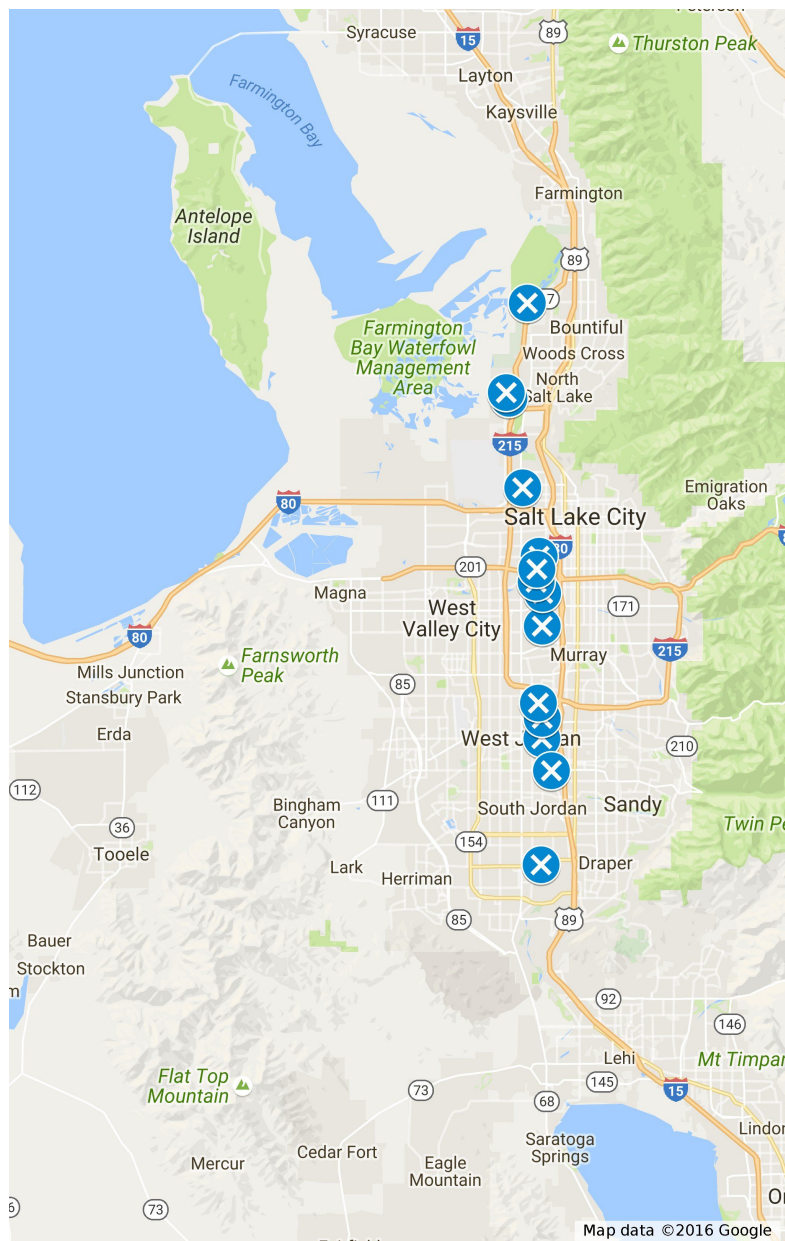 Syracuse
15
89
Thurston Peak
Layton
Farmington Bay
Kaysville
Farmington
Antelope
Island
89
Bountiful
Farmington
Bay Waterfowl
Management
Area
Woods Cross
North
Salt Lake
215
Emigration
Oaks
80
Salt Lake City
201
Magna
171
West
Valley City
80
Murray
215
Farnsworth
Peak
Mills Junction
85
Stansbury Park
Erda
West
210
112
111
Bingham
Canyon
South Jordan
Sandy
36
Twin
154
Tooele
Lark
Draper
Herriman
85
89
Bauer
Stockton
92
146
Lehi
Mt
Flat Top
Mountain
73
145
15
68
Saratoga
Springs
Cedar Fort
Mercur
Eagle
Mountain
73
Map data ©2016 Google